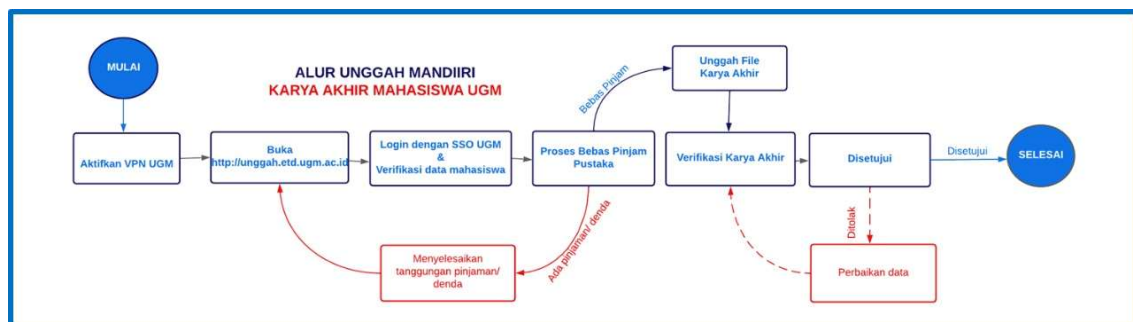 MULAI
ALUR UNGGAH MANDIIRI
KARYA AKHIR MAHASISWA UGM
Aktifkan VPN UGM
Buka
http://unggah.etd.ugm.ac.id
Login dengan SSO UGM
&
Verifikasi data mahasiswa
Proses Bebas Pinjam
Pustaka
Bebas Pinjam
Unggah File
Karya Akhir
Verifikasi Karya Akhir
Disetujui
Disetujui
SELESAI
Ada pinjaman/ denda
Menyelesaikan
tanggungan pinjaman/
denda
Ditolak
Perbaikan data